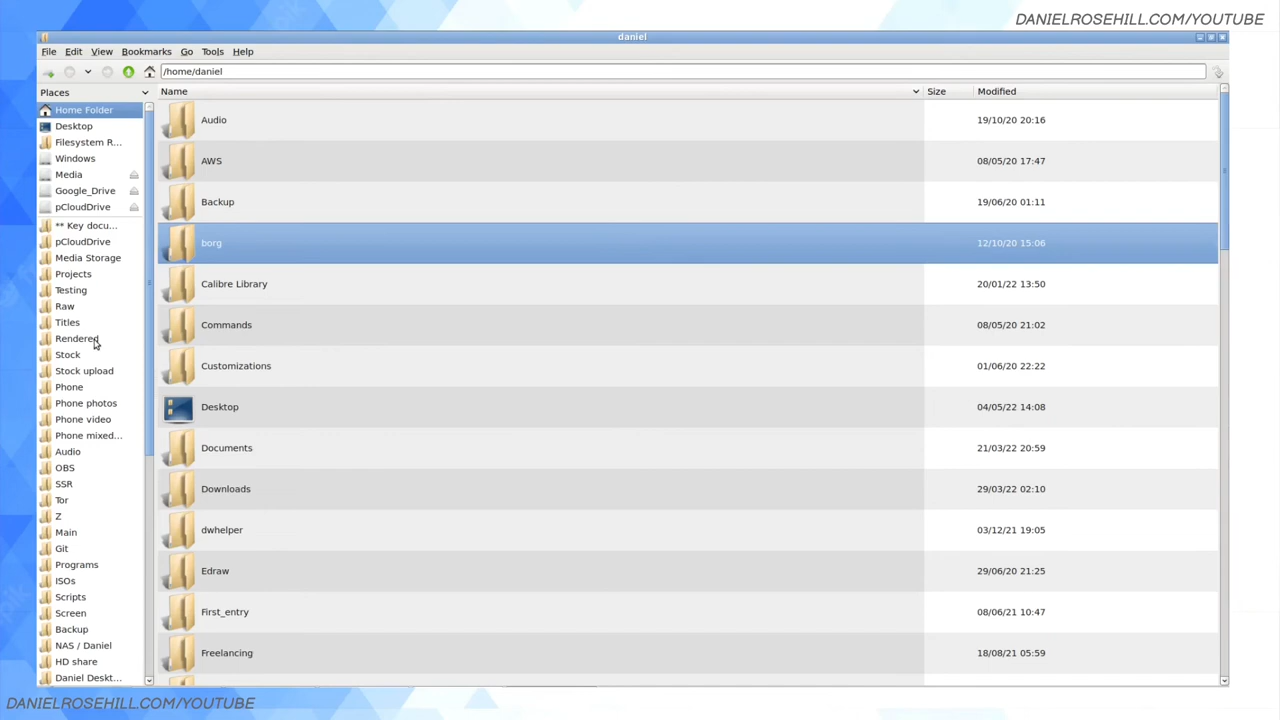 DANIELROSEHILL.COM/YOUTUBE
daniel
File Edit View Bookmarks Go Tools Help
/home/daniel
Places
Name Size Modified
Home Folder
Desktop
Filesystem R...
Windows
Media
Google_Drive
pCloudDrive
** Key docu...
pCloudDrive
Media Storage
Projects
Testing
Raw
Titles
Rendered
Stock
Stock upload
Phone
Phone photos
Phone video
Phone mixed...
Audio
OBS
SSR
Tor
Z
Main
Git
Programs
ISOs
Scripts
Screen
Backup
NAS / Daniel
HD share
Daniel Deskt...
Audio 19/10/20 20:16
AWS 08/05/20 17:47
Backup 19/06/20 01:11
borg 12/10/20 15:06
Calibre Library 20/01/22 13:50
Commands 08/05/20 21:02
Customizations 01/06/20 22:22
Desktop 04/05/22 14:08
Documents 21/03/22 20:59
Downloads 29/03/22 02:10
dwhelper 03/12/21 19:05
Edraw 29/06/20 21:25
First_entry 08/06/21 10:47
Freelancing 18/08/21 05:59
DANIELROSEHILL.COM/YOUTUBE